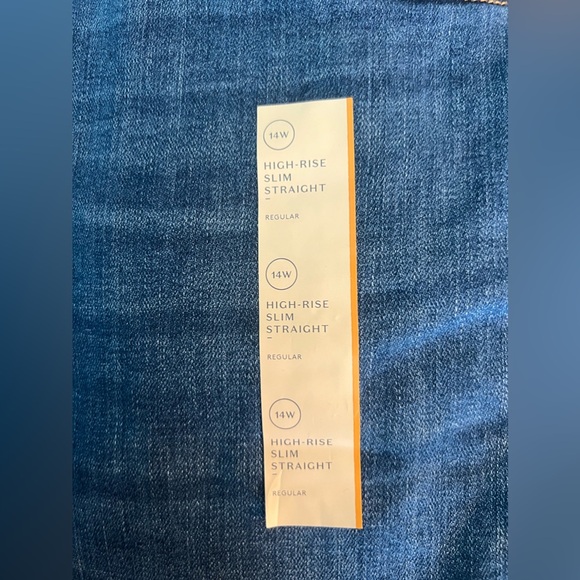 14W
HIGH-RISE
SLIM
STRAIGHT
–
REGULAR
14W
HIGH-RISE
SLIM
STRAIGHT
–
REGULAR
14W
HIGH-RISE
SLIM
STRAIGHT
–
REGULAR